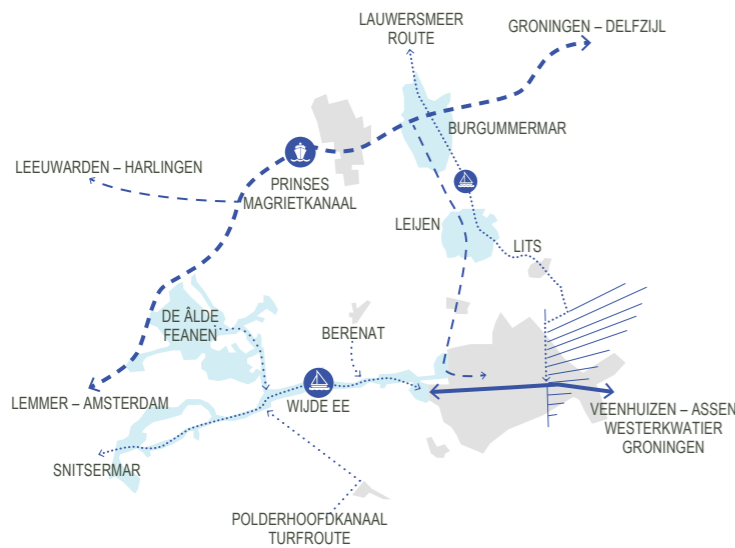 LAUWERSMEER
ROUTE
GRONINGEN – DELFZIJL
BURGUMMERMAR
LEEUWARDEN – HARLINGEN
PRINSES
MAGRIETKANAAL
LEIJEN
LITS
DE ÂLDE
FEANEN
BERENAT
LEMMER – AMSTERDAM
WIJDE EE
VEENHUIZEN – ASSEN
WESTERKWATIER
GRONINGEN
SNITSERMAR
POLDERHOOFDKANAAL
TURFROUTE